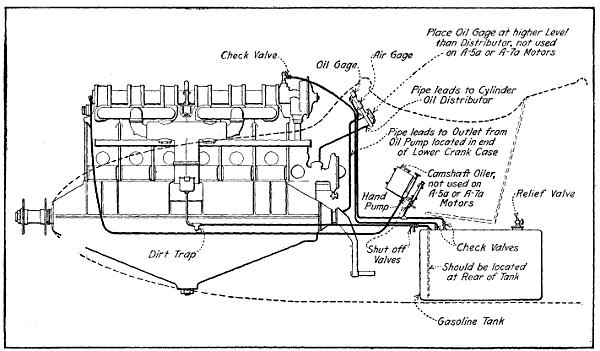 Place Oil Gage at higher Level
than Distributor, not used
on A-5a or A-7a Motors
Check Valve
Oil Gage
Air Gage
Pipe leads to Cylinder
Oil Distributor
Pipe leads to Outlet from
Oil Pump located in end
of Lower Crank Case
Camshaft Oiler,
not used on
A-5a or A-7a
Motors
Hand
Pump
Relief Valve
Dirt Trap
Shut off
Valves
Check Valves
Should be located
at Rear of Tank
Gasoline Tank